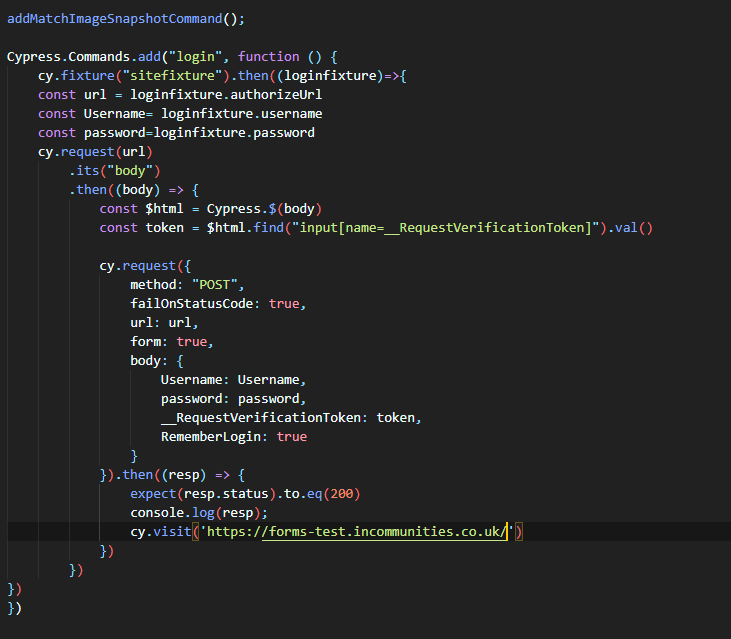 addMatchImageSnapshotCommand();
Cypress.Commands.add("login", function () {
cy.fixture("sitefixture").then((loginfixture)=>{
const url = loginfixture.authorizeUrl
const Username= loginfixture.username
const password=loginfixture.password
cy.request(url)
.its("body")
.then((body) => {
const $html = Cypress.$(body)
const token = $html.find("input[name=__RequestVerificationToken]").val()
cy.request({
method: "POST",
failOnStatusCode: true,
url: url,
form: true,
body: {
Username: Username,
password: password,
__RequestVerificationToken: token,
RememberLogin: true
}
}).then((resp) => {
expect(resp.status).to.eq(200)
console.log(resp);
cy.visit('https://forms-test.incommunities.co.uk/')
})
})
})
})